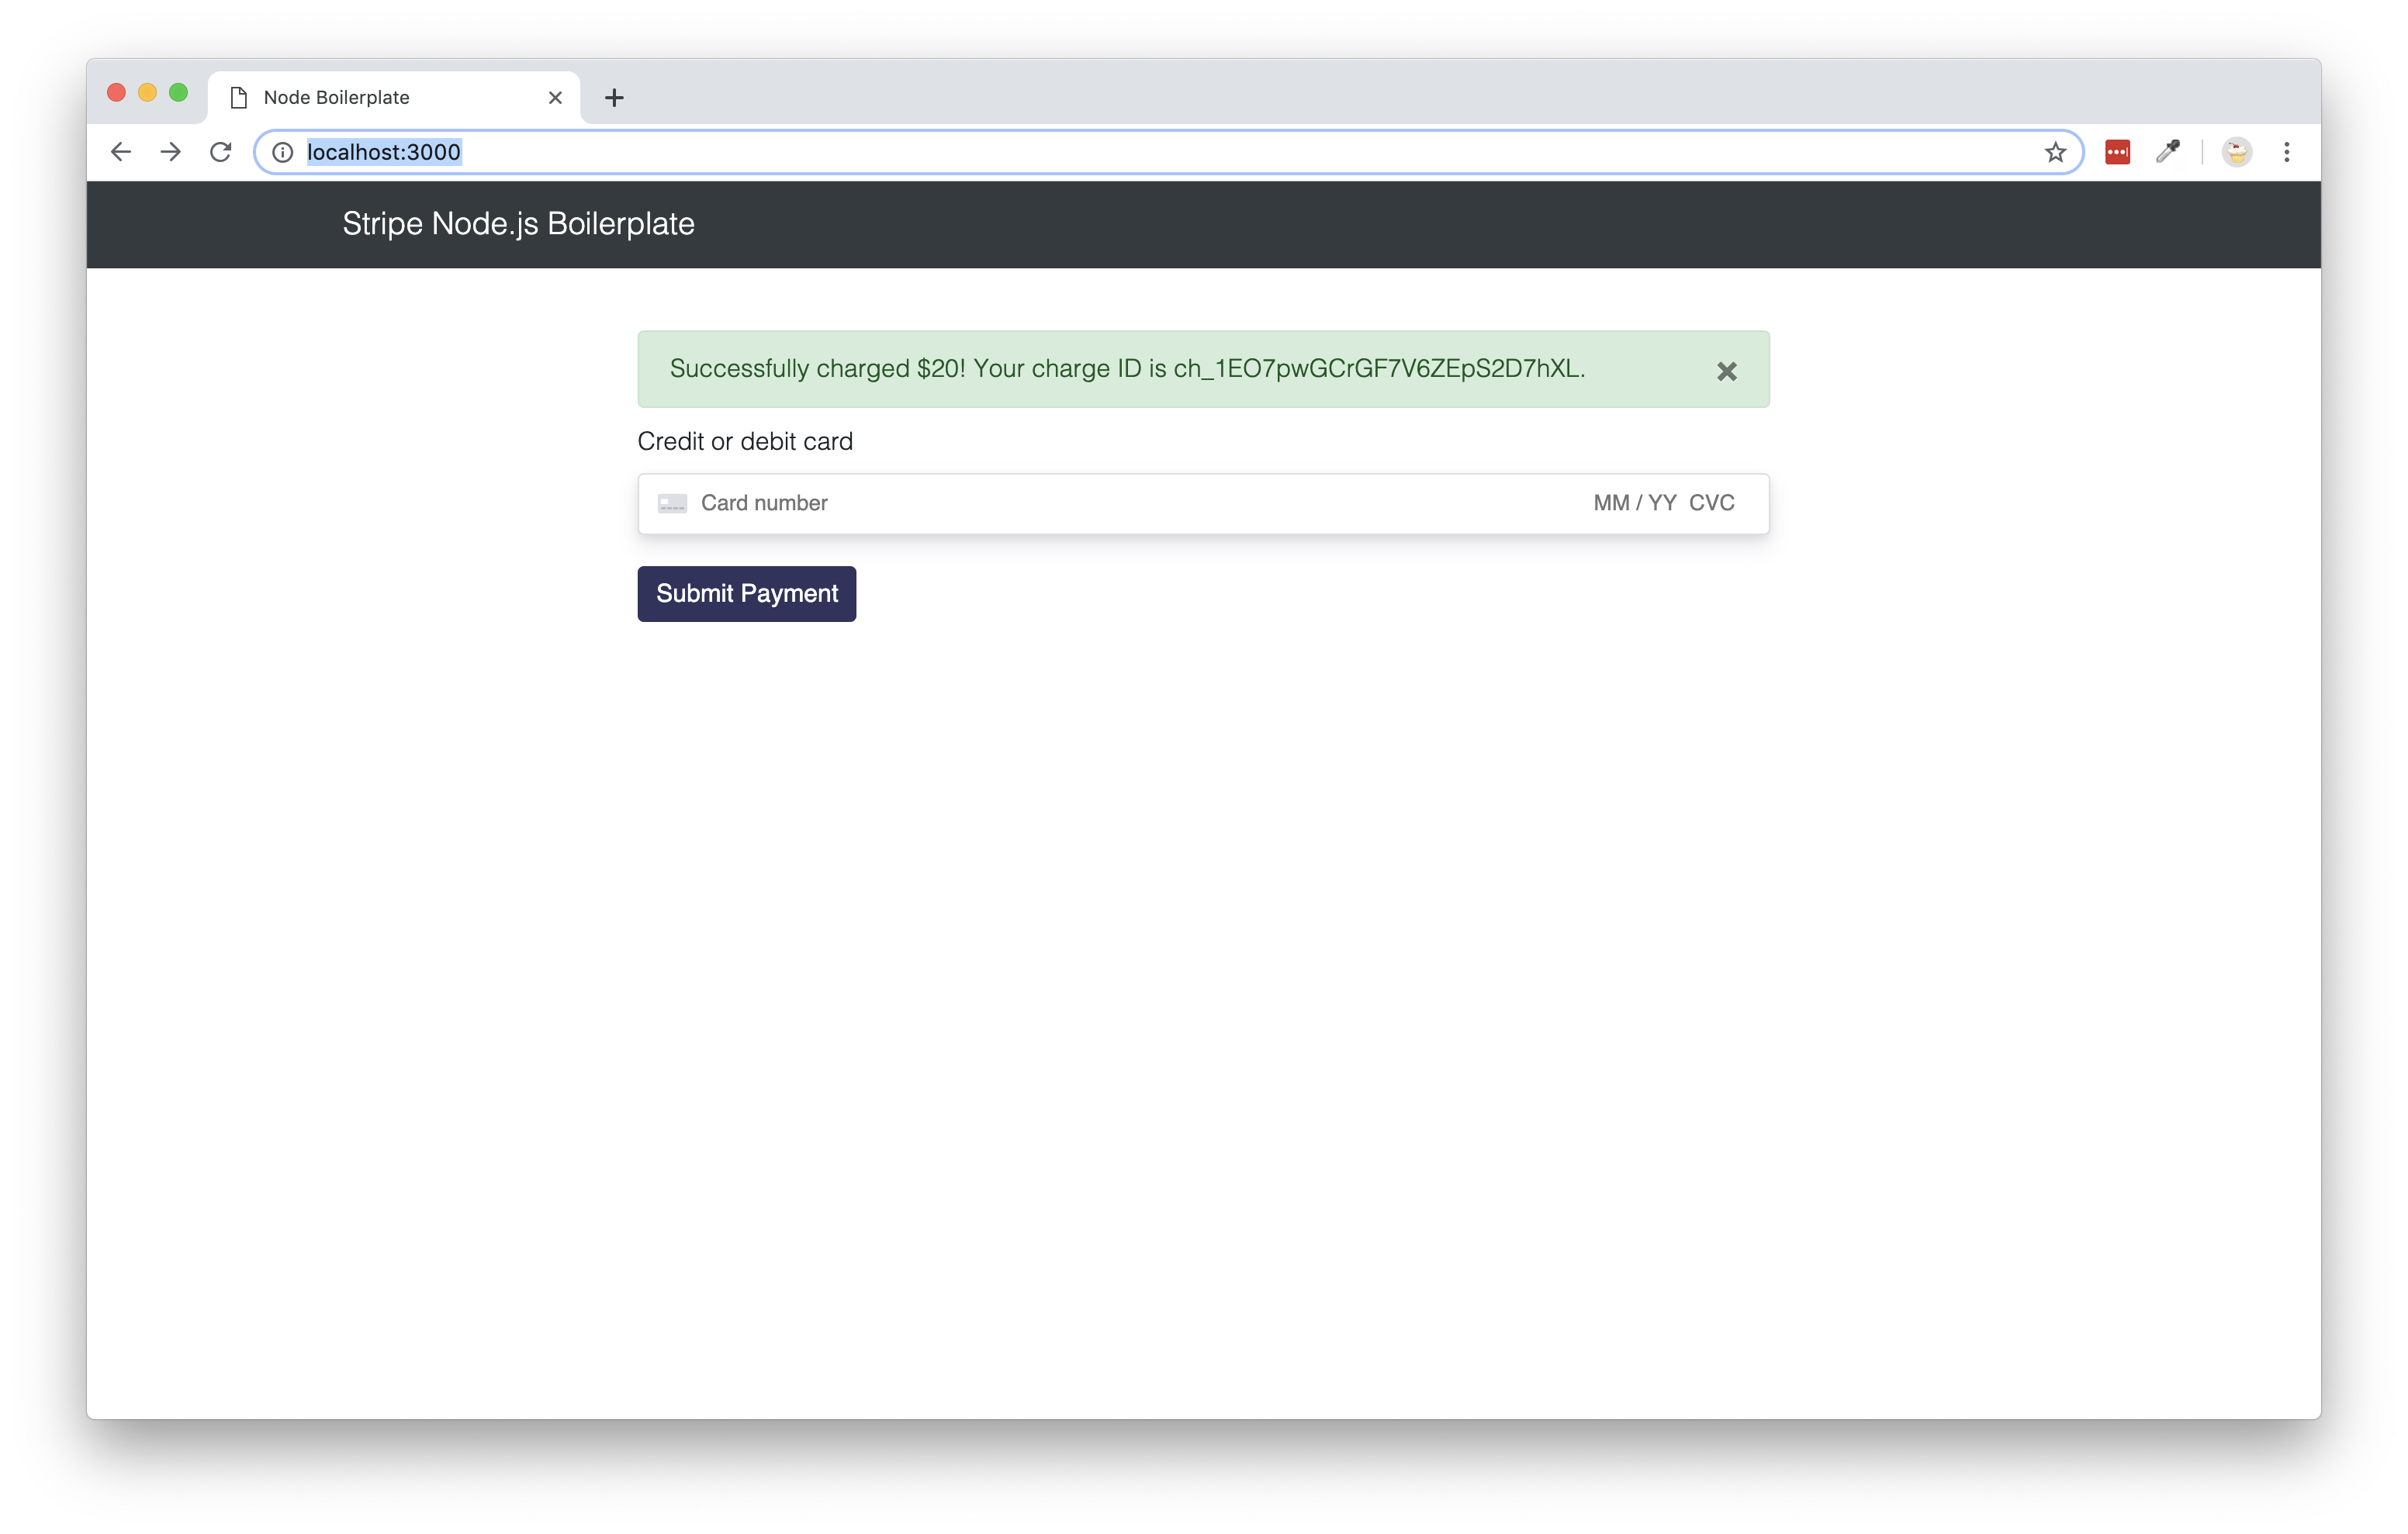 Node Boilerplate
localhost:3000
Stripe Node.js Boilerplate
Successfully charged $20! Your charge ID is ch_1EO7pwGCrGF7V6ZEpS2D7hXL.
Credit or debit card
Card number MM / YY CVC
Submit Payment